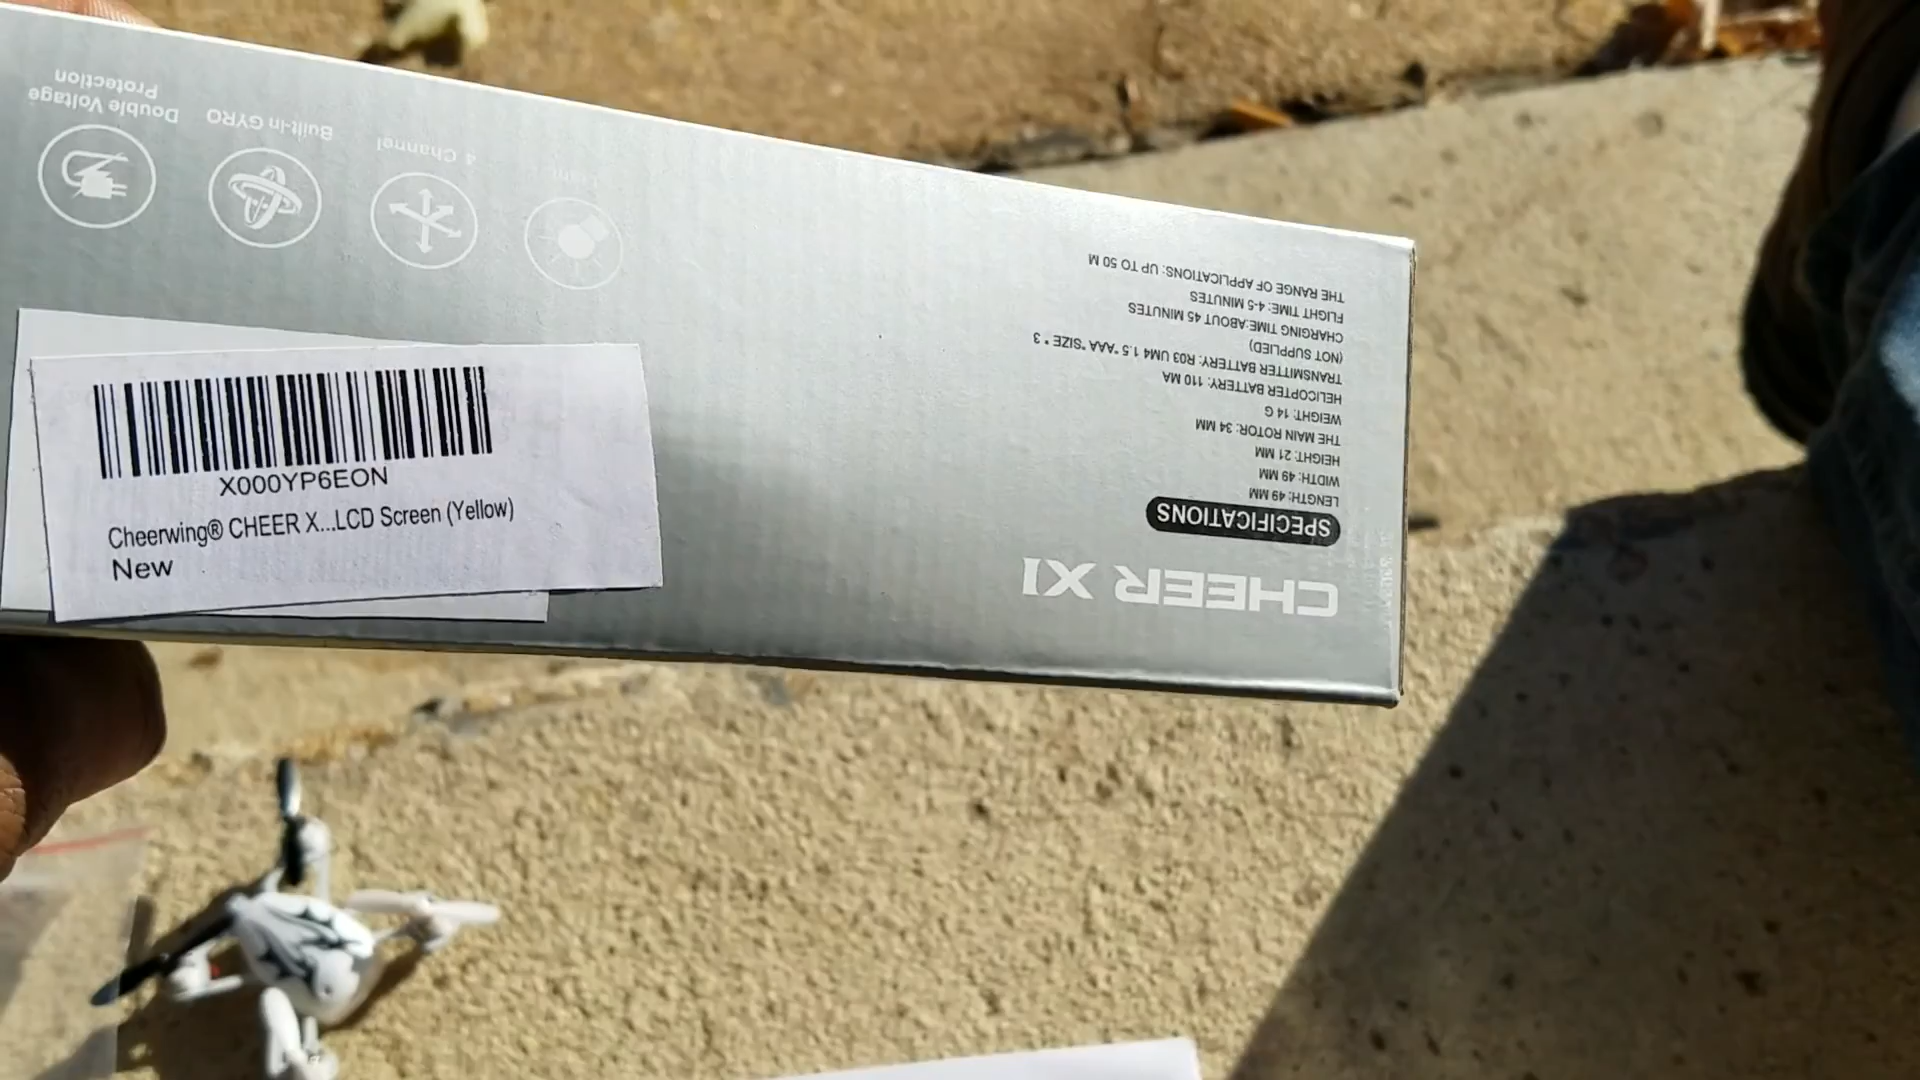 CHEER X1
SPECIFICATIONS
LENGTH: 49 MM
WIDTH: 49 MM
HEIGHT: 21 MM
THE MAIN ROTOR: 34 MM
WEIGHT: 14 G
HELICOPTER BATTERY: 110 MA
TRANSMITTER BATTERY: R03 UM4 1.5 "AAA "SIZE * 3
(NOT SUPPLIED)
CHARGING TIME:ABOUT 45 MINUTES
FLIGHT TIME: 4-5 MINUTES
THE RANGE OF APPLICATIONS: UP TO 50 M
4 Channel
Built-in GYRO
Double Voltage
Protection
X000YP6EON
Cheerwing® CHEER X...LCD Screen (Yellow)
New